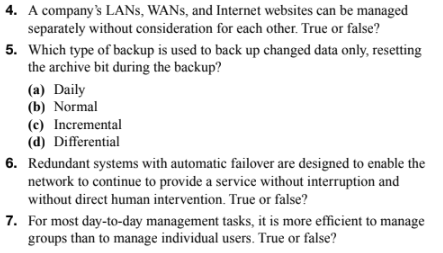 4. A company's LANs, WANs, and Internet websites can be managed
separately without consideration for each other. True or false?
5. Which type of backup is used to back up changed data only, resetting
the archive bit during the backup?
(a) Daily
(b) Normal
(c) Incremental
(d) Differential
6. Redundant systems with automatic failover are designed to enable the
network to continue to provide a service without interruption and
without direct human intervention. True or false?
7. For most day-to-day management tasks, it is more efficient to manage
groups than to manage individual users. True or false?